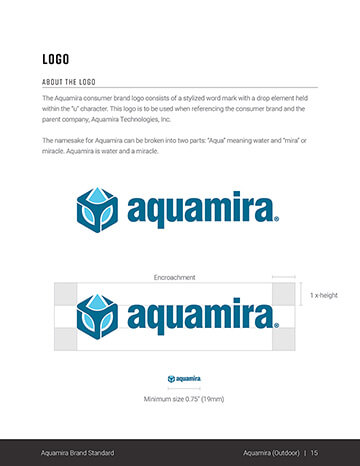 LOGO
ABOUT THE LOGO
The Aquamira consumer brand logo consists of a stylized word mark with a drop element held
within the "u" character. This logo is to be used when referencing the consumer brand and the
parent company, Aquamira Technologies, Inc.
The namesake for Aquamira can be broken into two parts: "Aqua" meaning water and "mira" or
miracle. Aquamira is water and a miracle.
aquamira®
Encroachment
1 x-height
aquamira®
aquamira
Minimum size 0.75" (19mm)
Aquamira Brand Standard
Aquamira (Outdoor) | 15